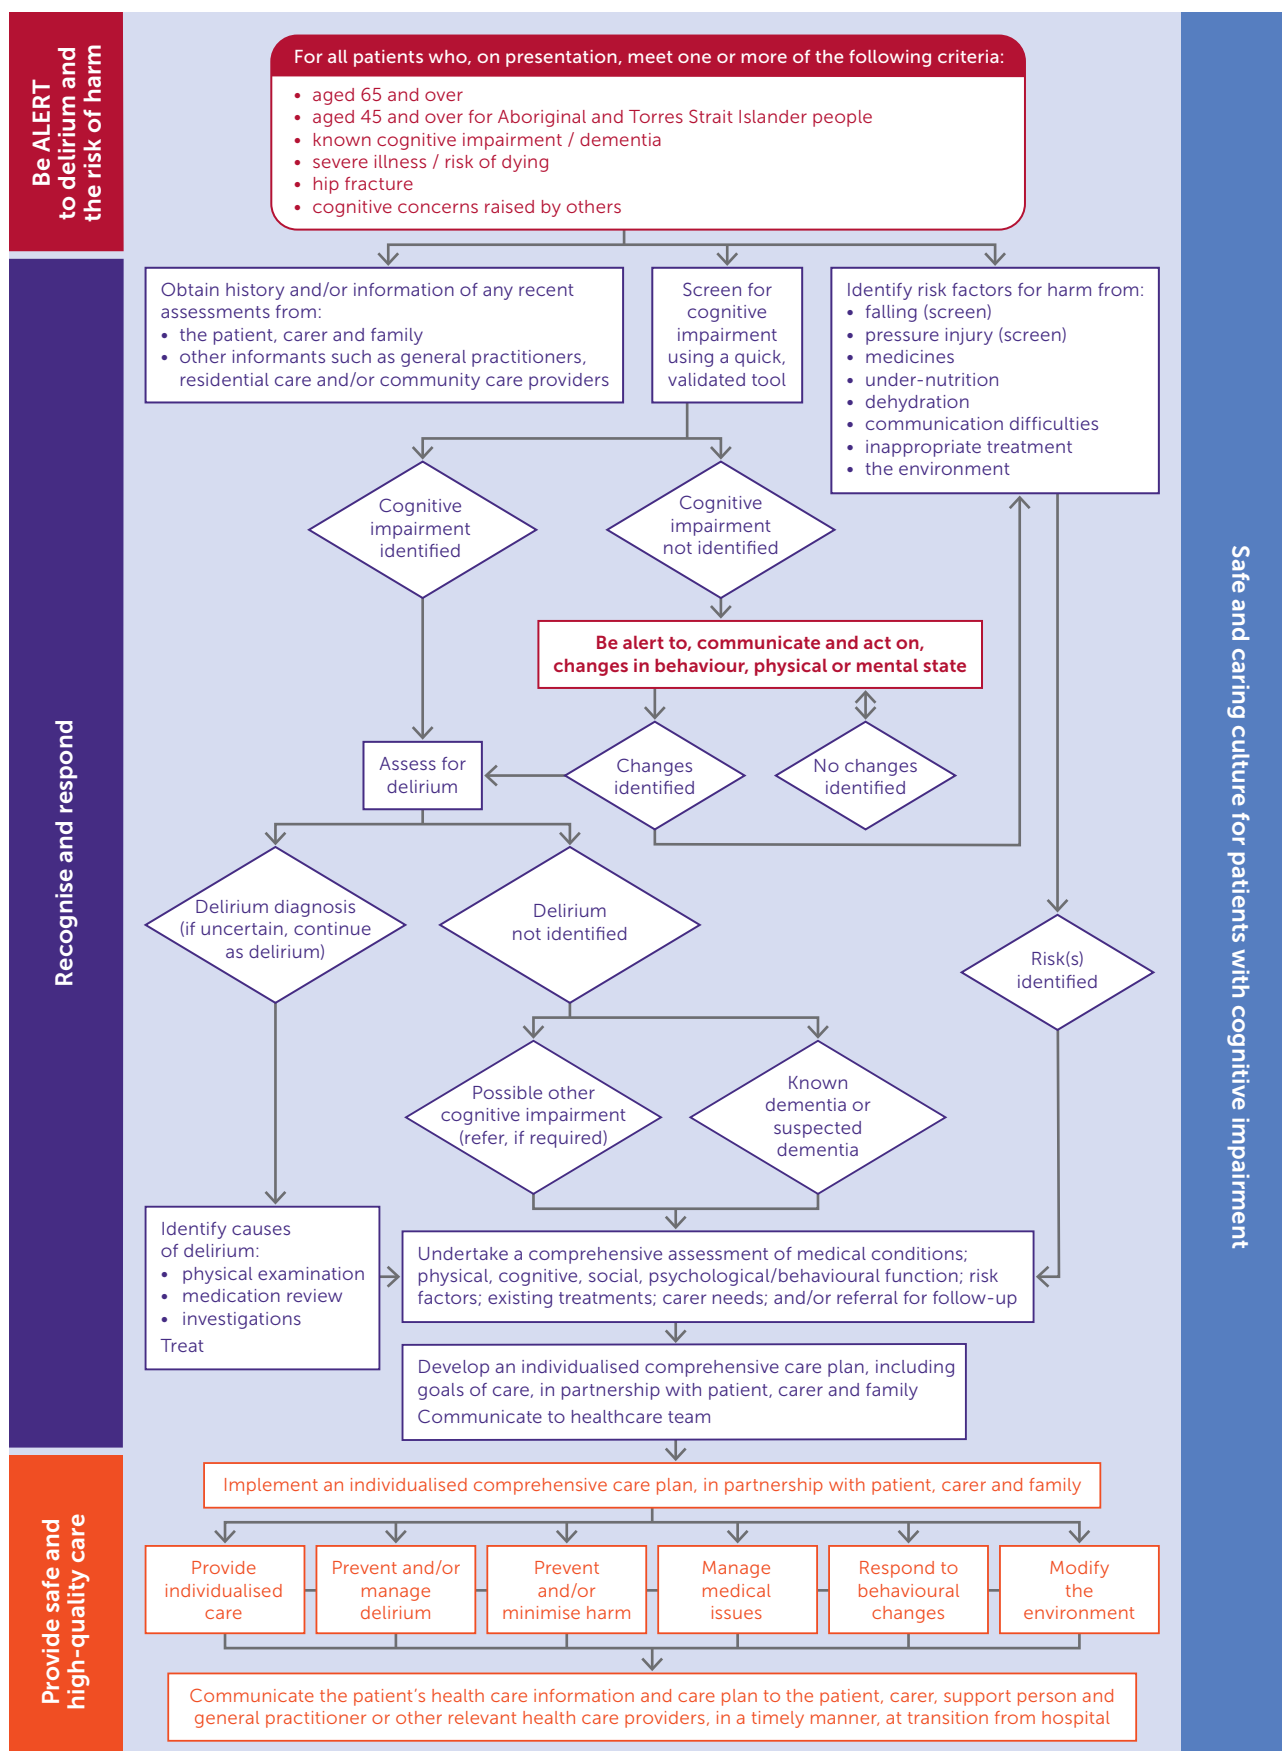 Be ALERT
to delirium and
the risk of harm
For all patients who, on presentation, meet one or more of the following criteria:
• aged 65 and over
• aged 45 and over for Aboriginal and Torres Strait Islander people
• known cognitive impairment / dementia
• severe illness / risk of dying
• hip fracture
• cognitive concerns raised by others
Recognise and respond
Obtain history and/or information of any recent
assessments from:
• the patient, carer and family
• other informants such as general practitioners,
residential care and/or community care providers
Screen for
cognitive
impairment
using a quick,
validated tool
Identify risk factors for harm from:
• falling (screen)
• pressure injury (screen)
• medicines
• under-nutrition
• dehydration
• communication difficulties
• inappropriate treatment
• the environment
Cognitive
impairment
identified
Cognitive
impairment
not identified
Be alert to, communicate and act on,
changes in behaviour, physical or mental state
Assess for
delirium
Changes
identified
No changes
identified
Delirium diagnosis
(if uncertain, continue
as delirium)
Delirium
not identified
Risk(s)
identified
Possible other
cognitive impairment
(refer, if required)
Known
dementia or
suspected
dementia
Identify causes
of delirium:
• physical examination
• medication review
• investigations
Treat
Undertake a comprehensive assessment of medical conditions;
physical, cognitive, social, psychological/behavioural function; risk
factors; existing treatments; carer needs; and/or referral for follow-up
Develop an individualised comprehensive care plan, including
goals of care, in partnership with patient, carer and family
Communicate to healthcare team
Provide safe and
high-quality care
Implement an individualised comprehensive care plan, in partnership with patient, carer and family
Provide
individualised
care
Prevent and/or
manage
delirium
Prevent
and/or
minimise harm
Manage
medical
issues
Respond to
behavioural
changes
Modify
the
environment
Communicate the patient's health care information and care plan to the patient, carer, support person and
general practitioner or other relevant health care providers, in a timely manner, at transition from hospital
Safe and caring culture for patients with cognitive impairment